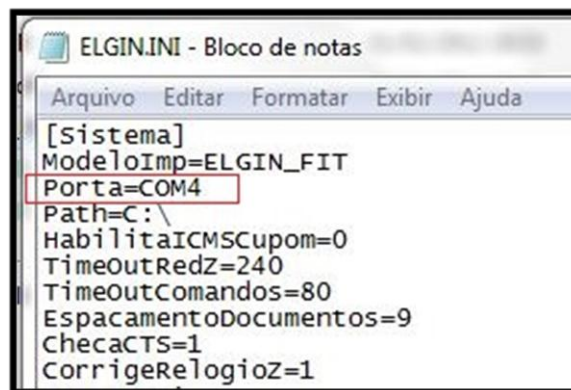 ELGIN.INI - Bloco de notas
Arquivo Editar Formatar Exibir Ajuda
[Sistema]
ModeloImp=ELGIN_FIT
Porta=COM4
Path=C:\
HabilitaICMSCupom=0
TimeOutRedZ=240
TimeOutComandos=80
EspacamentoDocumentos=9
ChecaCTS=1
CorrigeRelogioZ=1